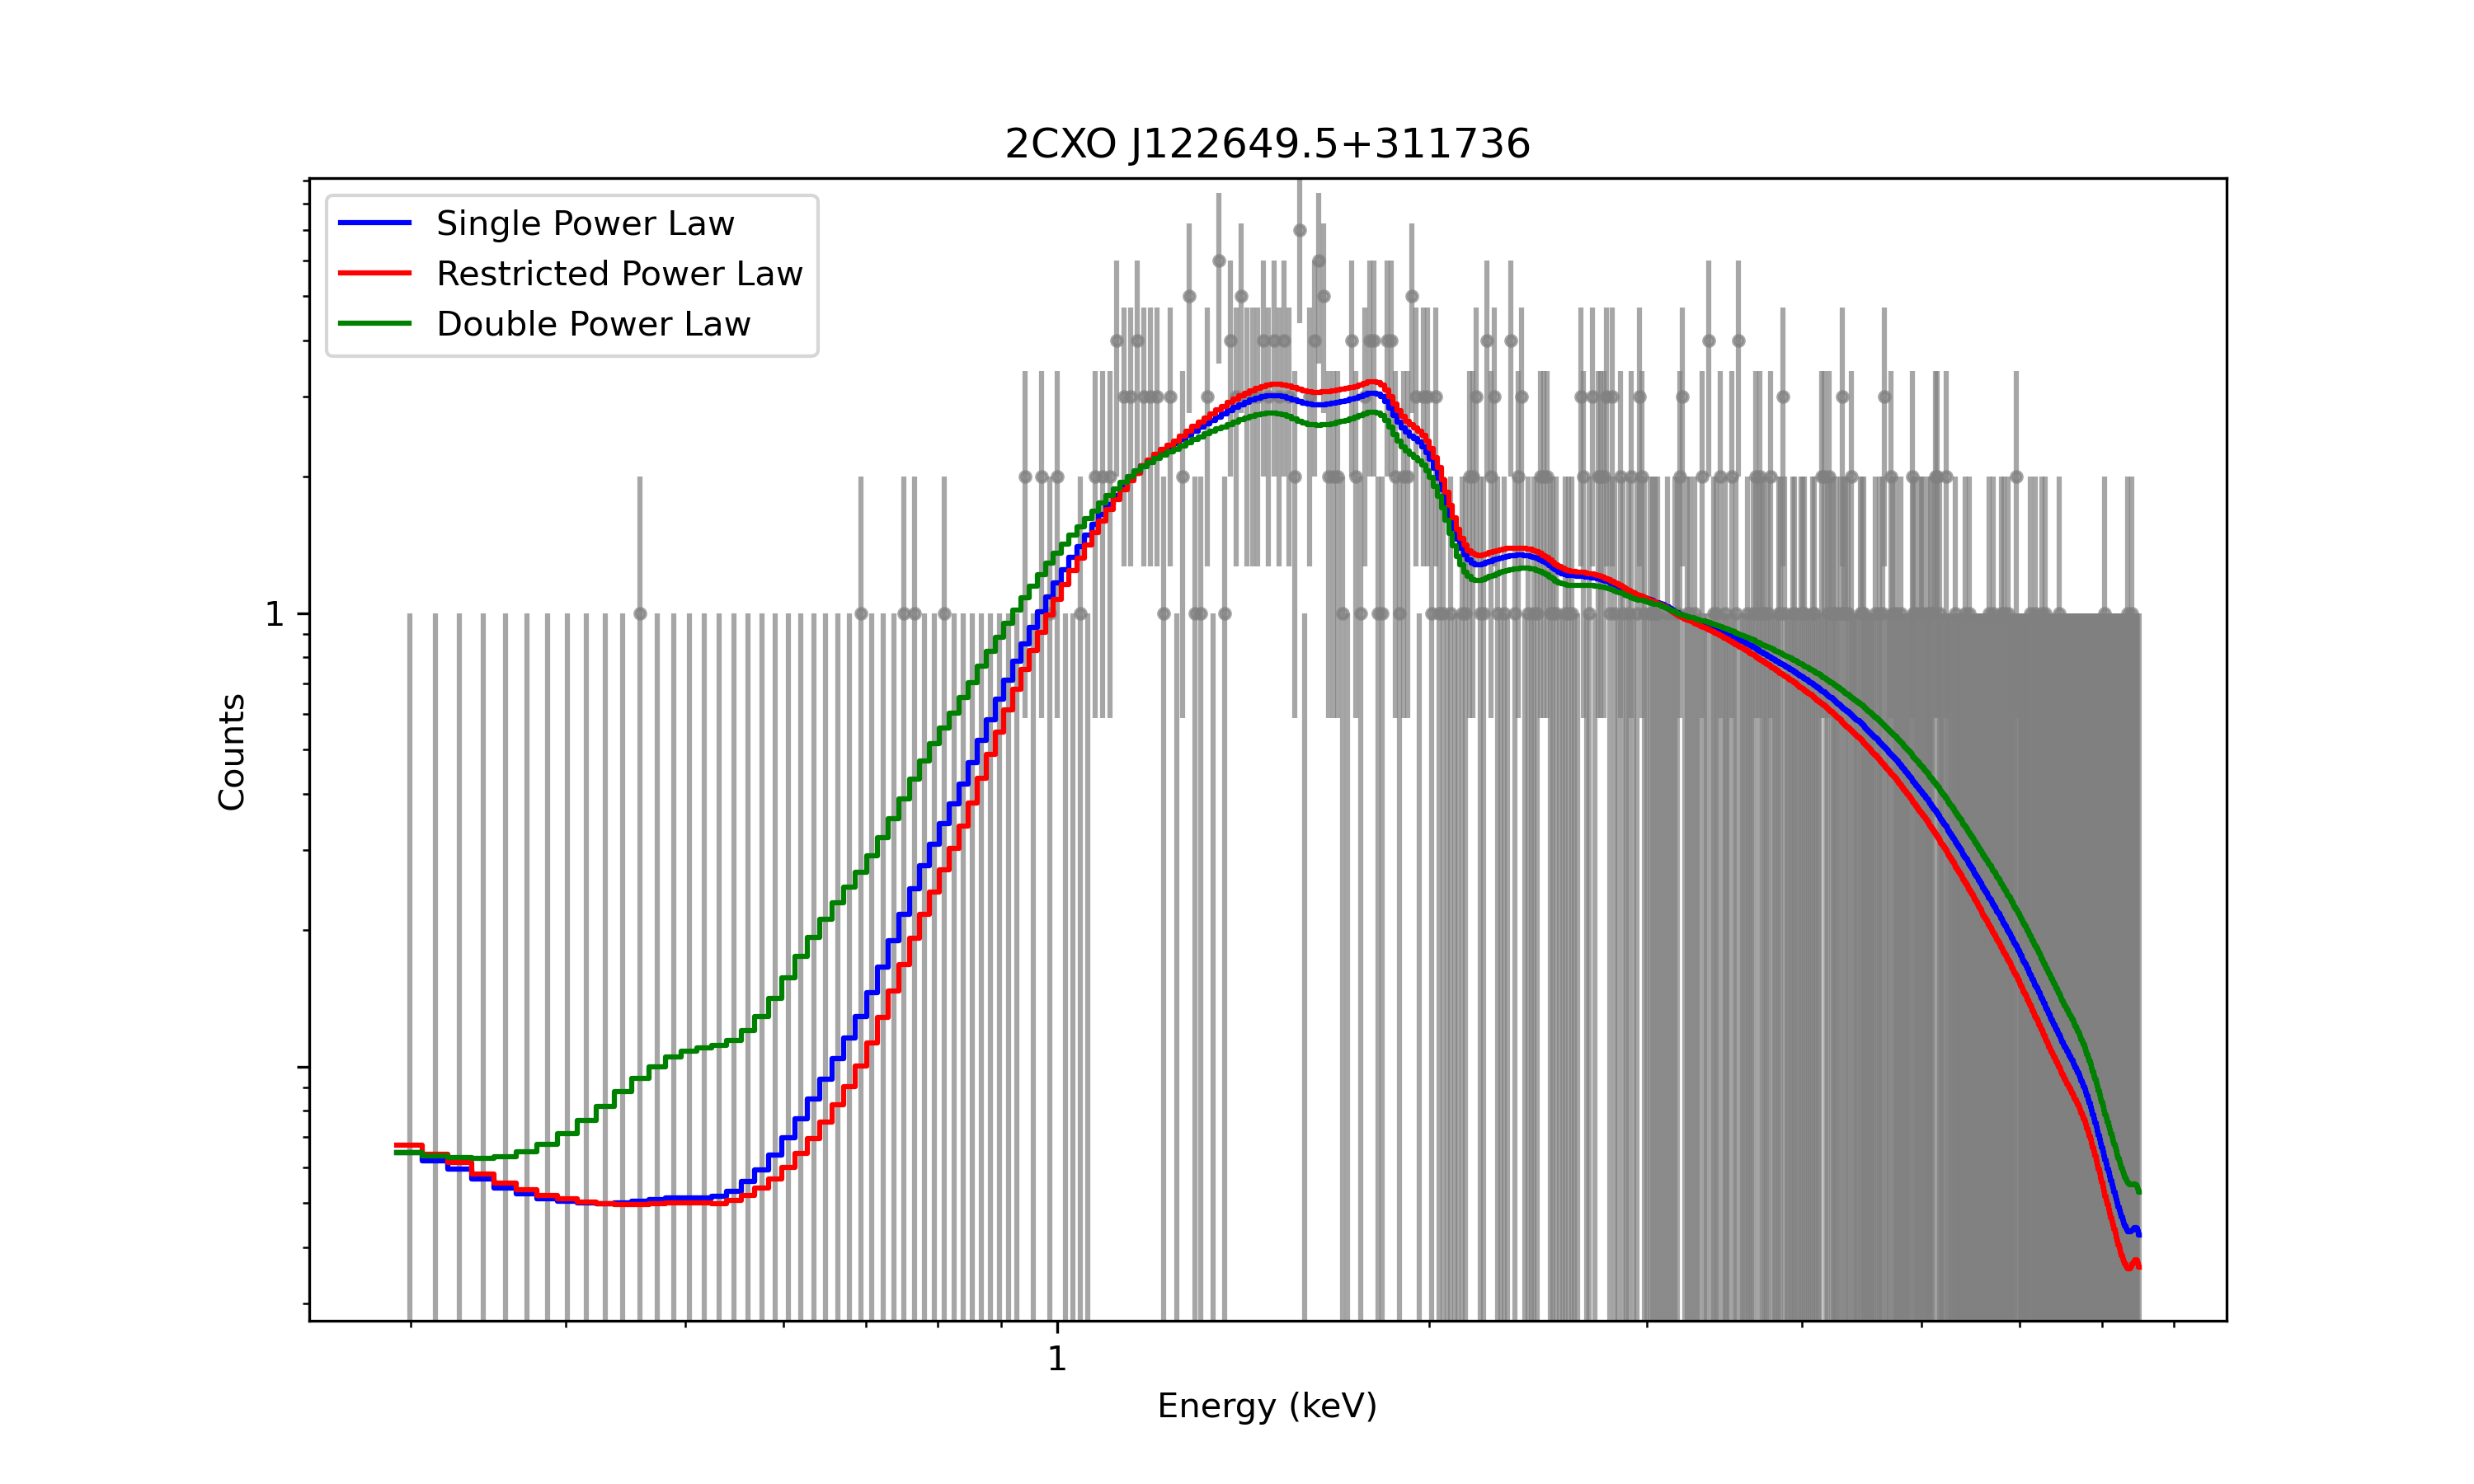 2CXO J122649.5+311736
Single Power Law
Restricted Power Law
Double Power Law
1
Counts
1
Energy (keV)